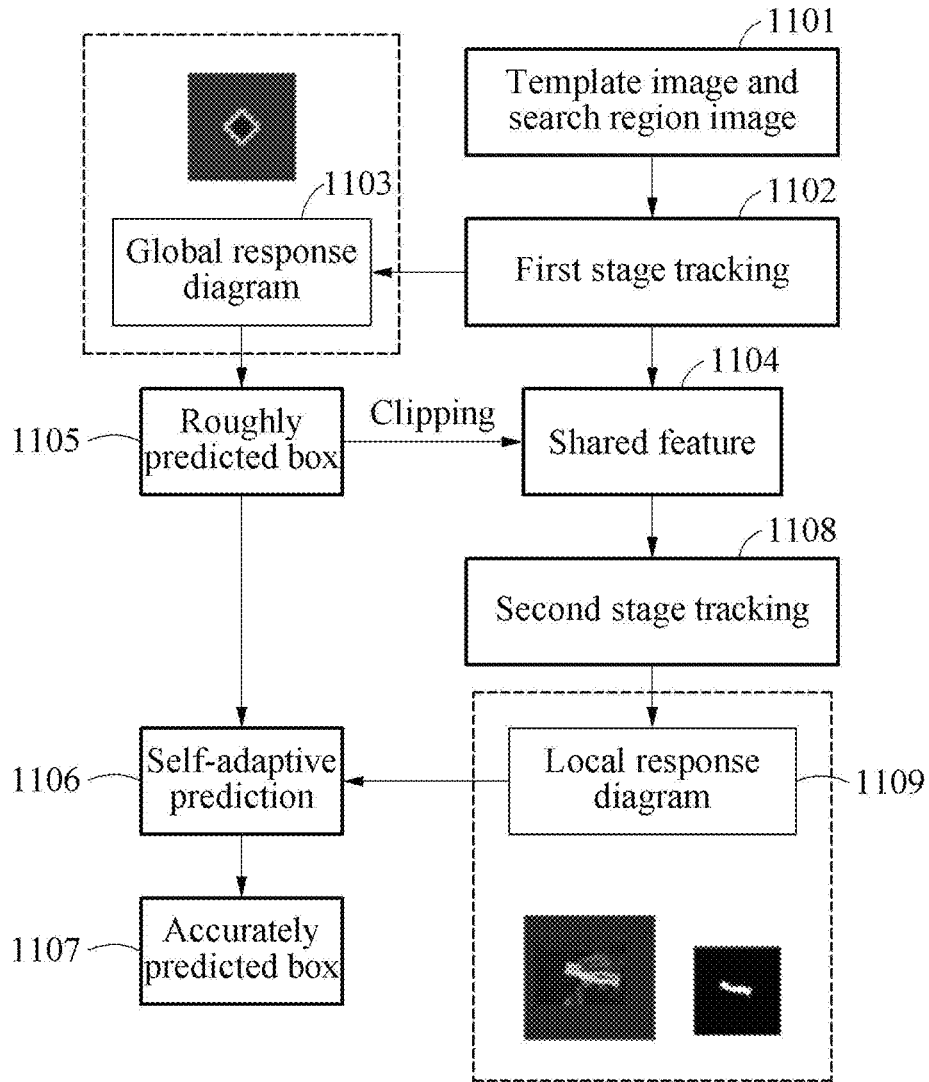 1101
Template image and
search region image
1103
1102
Global response
diagram
First stage tracking
1104
1105
Roughly
predicted box
Clipping
Shared feature
1108
Second stage tracking
1106
Self-adaptive
prediction
Local response
diagram
1109
1107
Accurately
predicted box